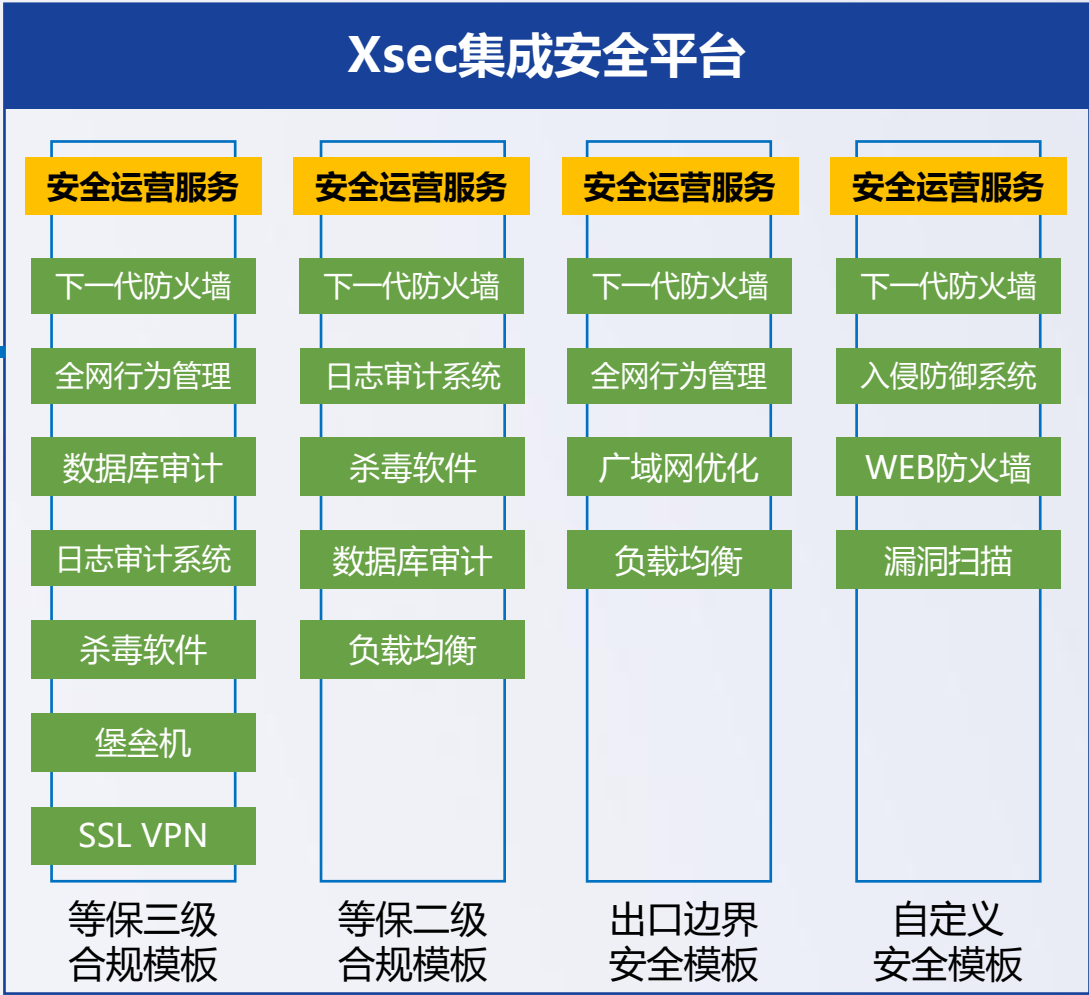 Xsec集成安全平台
安全运营服务
下一代防火墙
全网行为管理
数据库审计
日志审计系统
杀毒软件
堡垒机
SSL VPN
等保三级
合规模板
安全运营服务
下一代防火墙
日志审计系统
杀毒软件
数据库审计
负载均衡
等保二级
合规模板
安全运营服务
下一代防火墙
全网行为管理
广域网优化
负载均衡
出口边界
安全模板
安全运营服务
下一代防火墙
入侵防御系统
WEB防火墙
漏洞扫描
自定义
安全模板